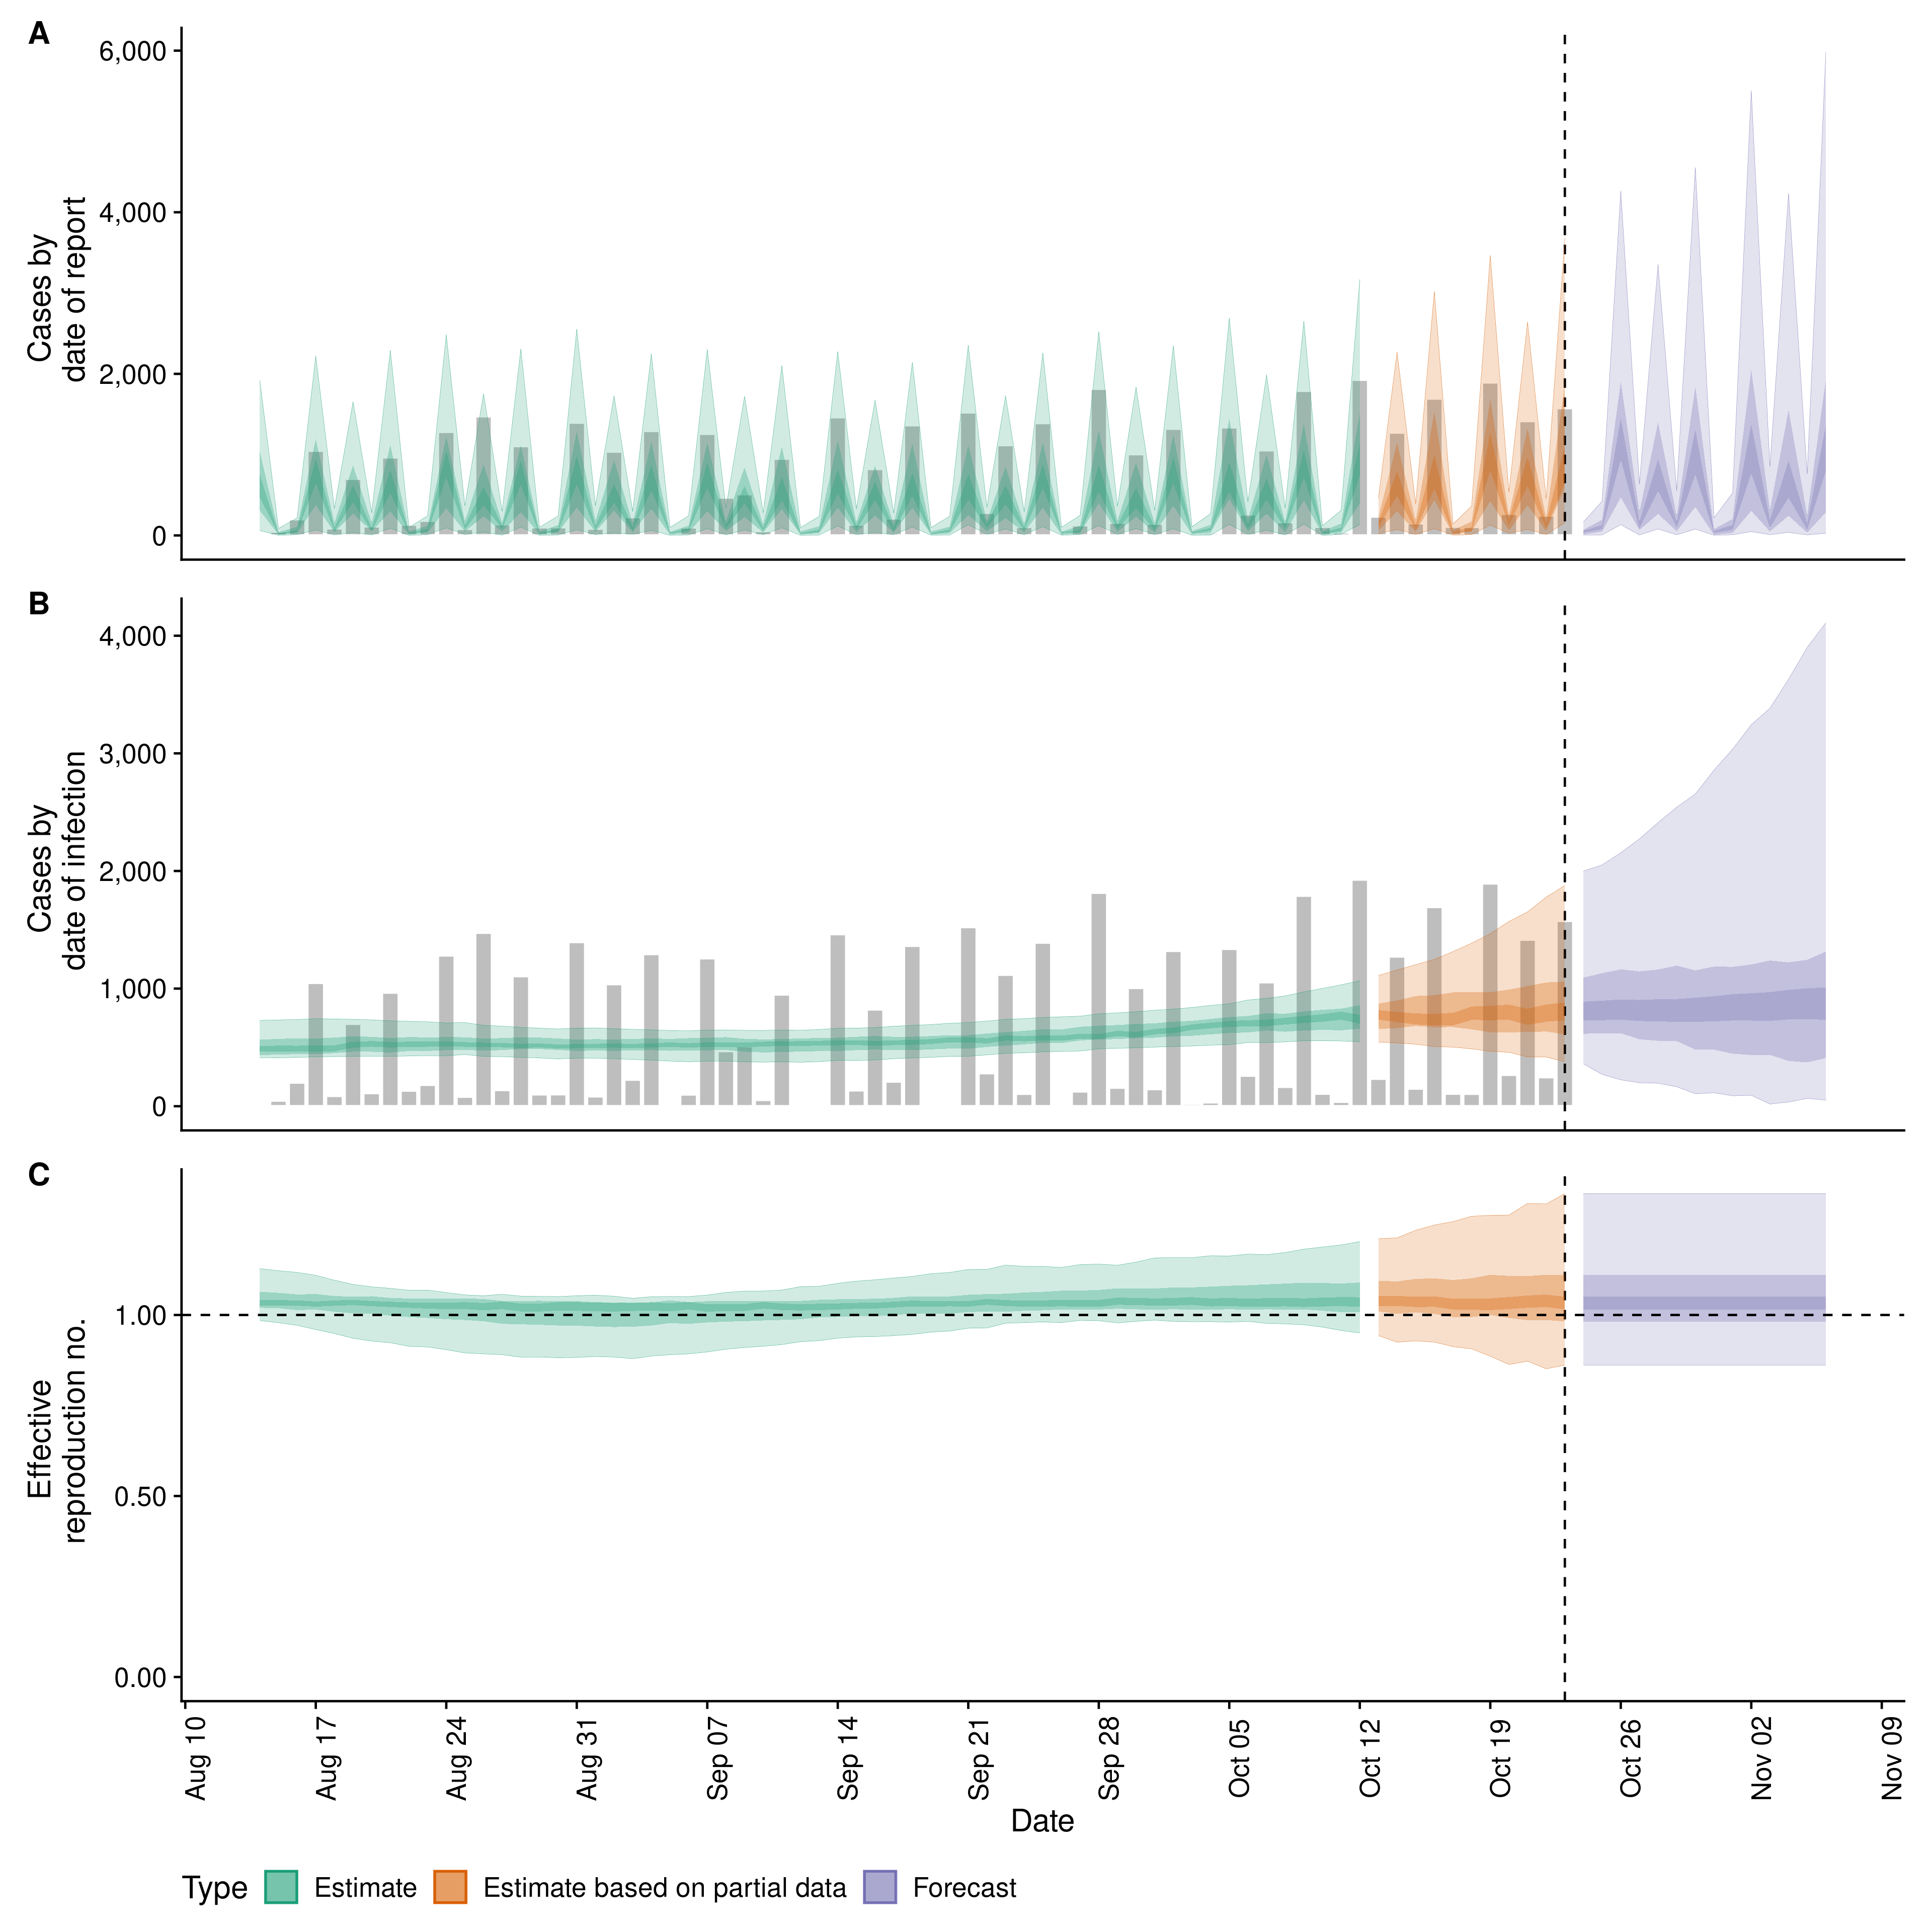 A
6,000
4,000
2,000
0
Cases by
date of report
B
4,000
3,000
2,000
1,000
0
Cases by
date of infection
C
1.00
0.50
0.00
Effective
reproduction no.
Aug 10
Aug 17
Aug 24
Aug 31
Sep 07
Sep 14
Sep 21
Sep 28
Oct 05
Oct 12
Oct 19
Oct 26
Nov 02
Nov 09
Date
Type Estimate Estimate based on partial data Forecast